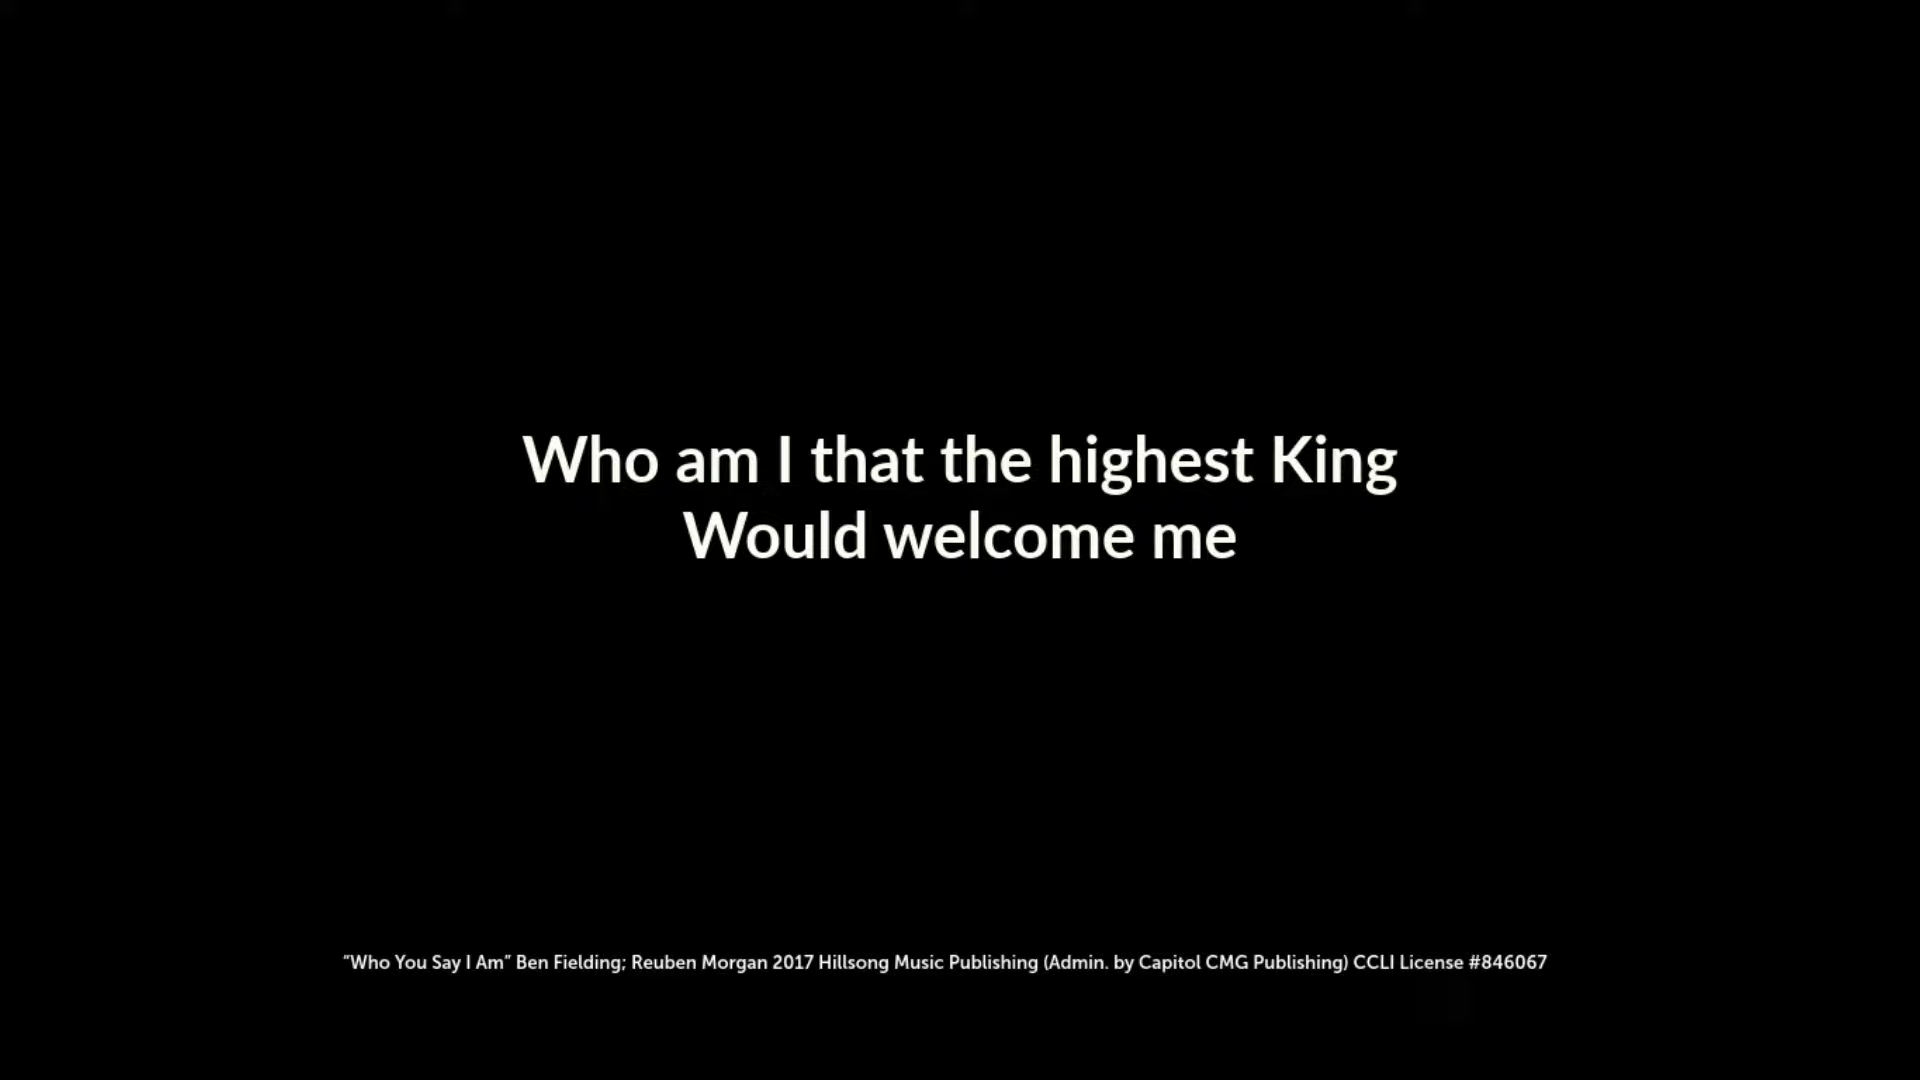 Who am I that the highest King
Would welcome me
“Who You Say I Am” Ben Fielding; Reuben Morgan 2017 Hillsong Music Publishing (Admin. by Capitol CMG Publishing) CCLI License #846067